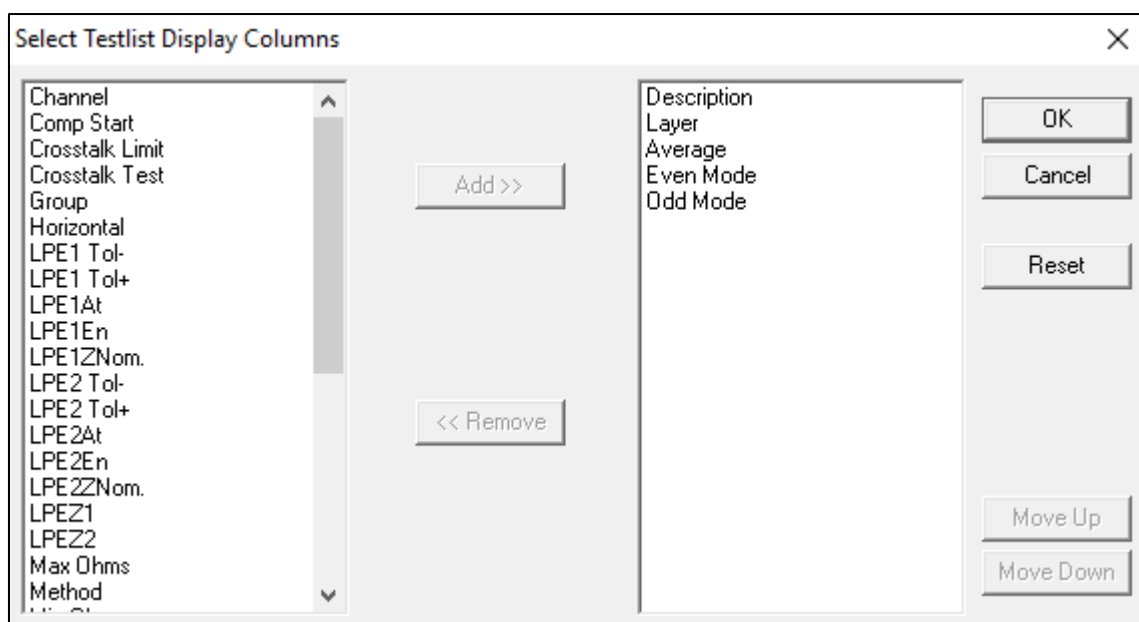 Select Testlist Display Columns
Channel
Comp Start
Crosstalk Limit
Crosstalk Test
Group
Horizontal
LPE1 Tol-
LPE1 Tol+
LPE1At
LPE1En
LPE1ZNom.
LPE2 Tol-
LPE2 Tol+
LPE2At
LPE2En
LPE2ZNom.
LPEZ1
LPEZ2
Max Ohms
Method
Add >>
<< Remove
Description
Layer
Average
Even Mode
Odd Mode
OK
Cancel
Reset
Move Up
Move Down